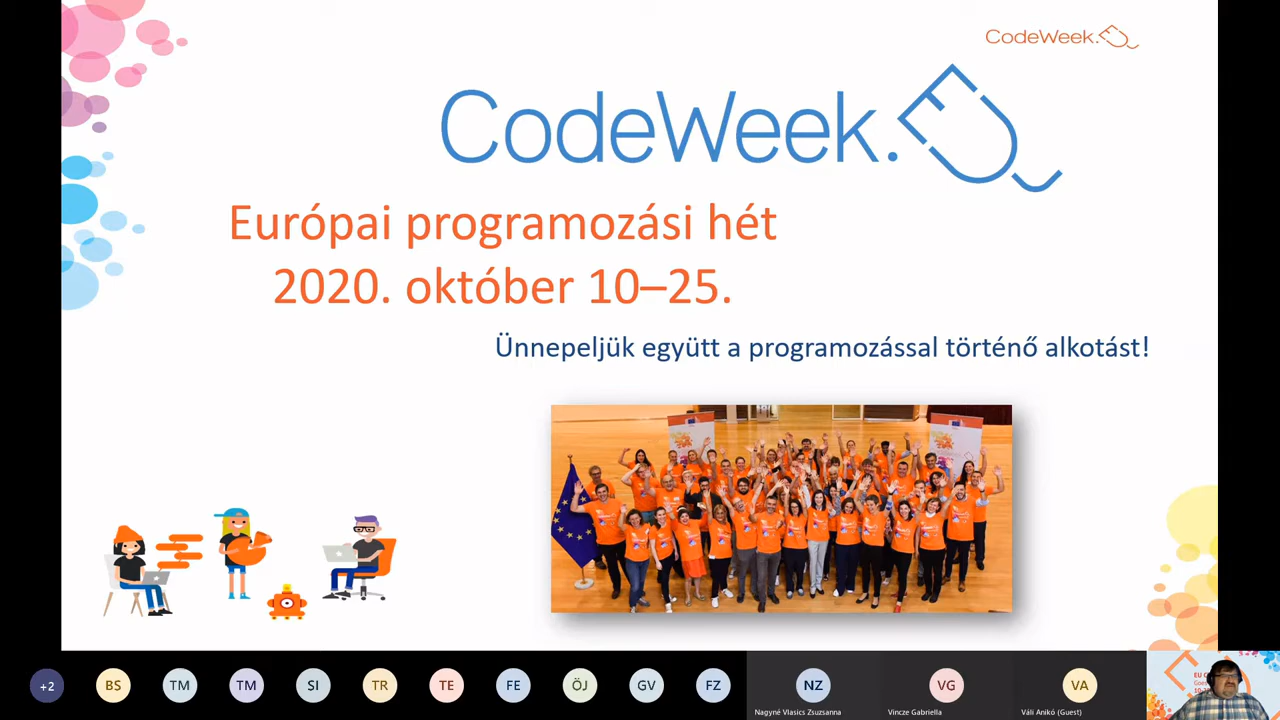 CodeWeek.
CodeWeek.
Európai programozási hét
2020. október 10–25.
Ünnepeljük együtt a programozással történő alkotást!
+2
BS
TM
TM
SI
TR
TE
FE
ÖJ
GV
FZ
NZ
VG
VA
Nagyné Vlasics Zsuzsanna
Vincze Gabriella
Váli Anikó (Guest)